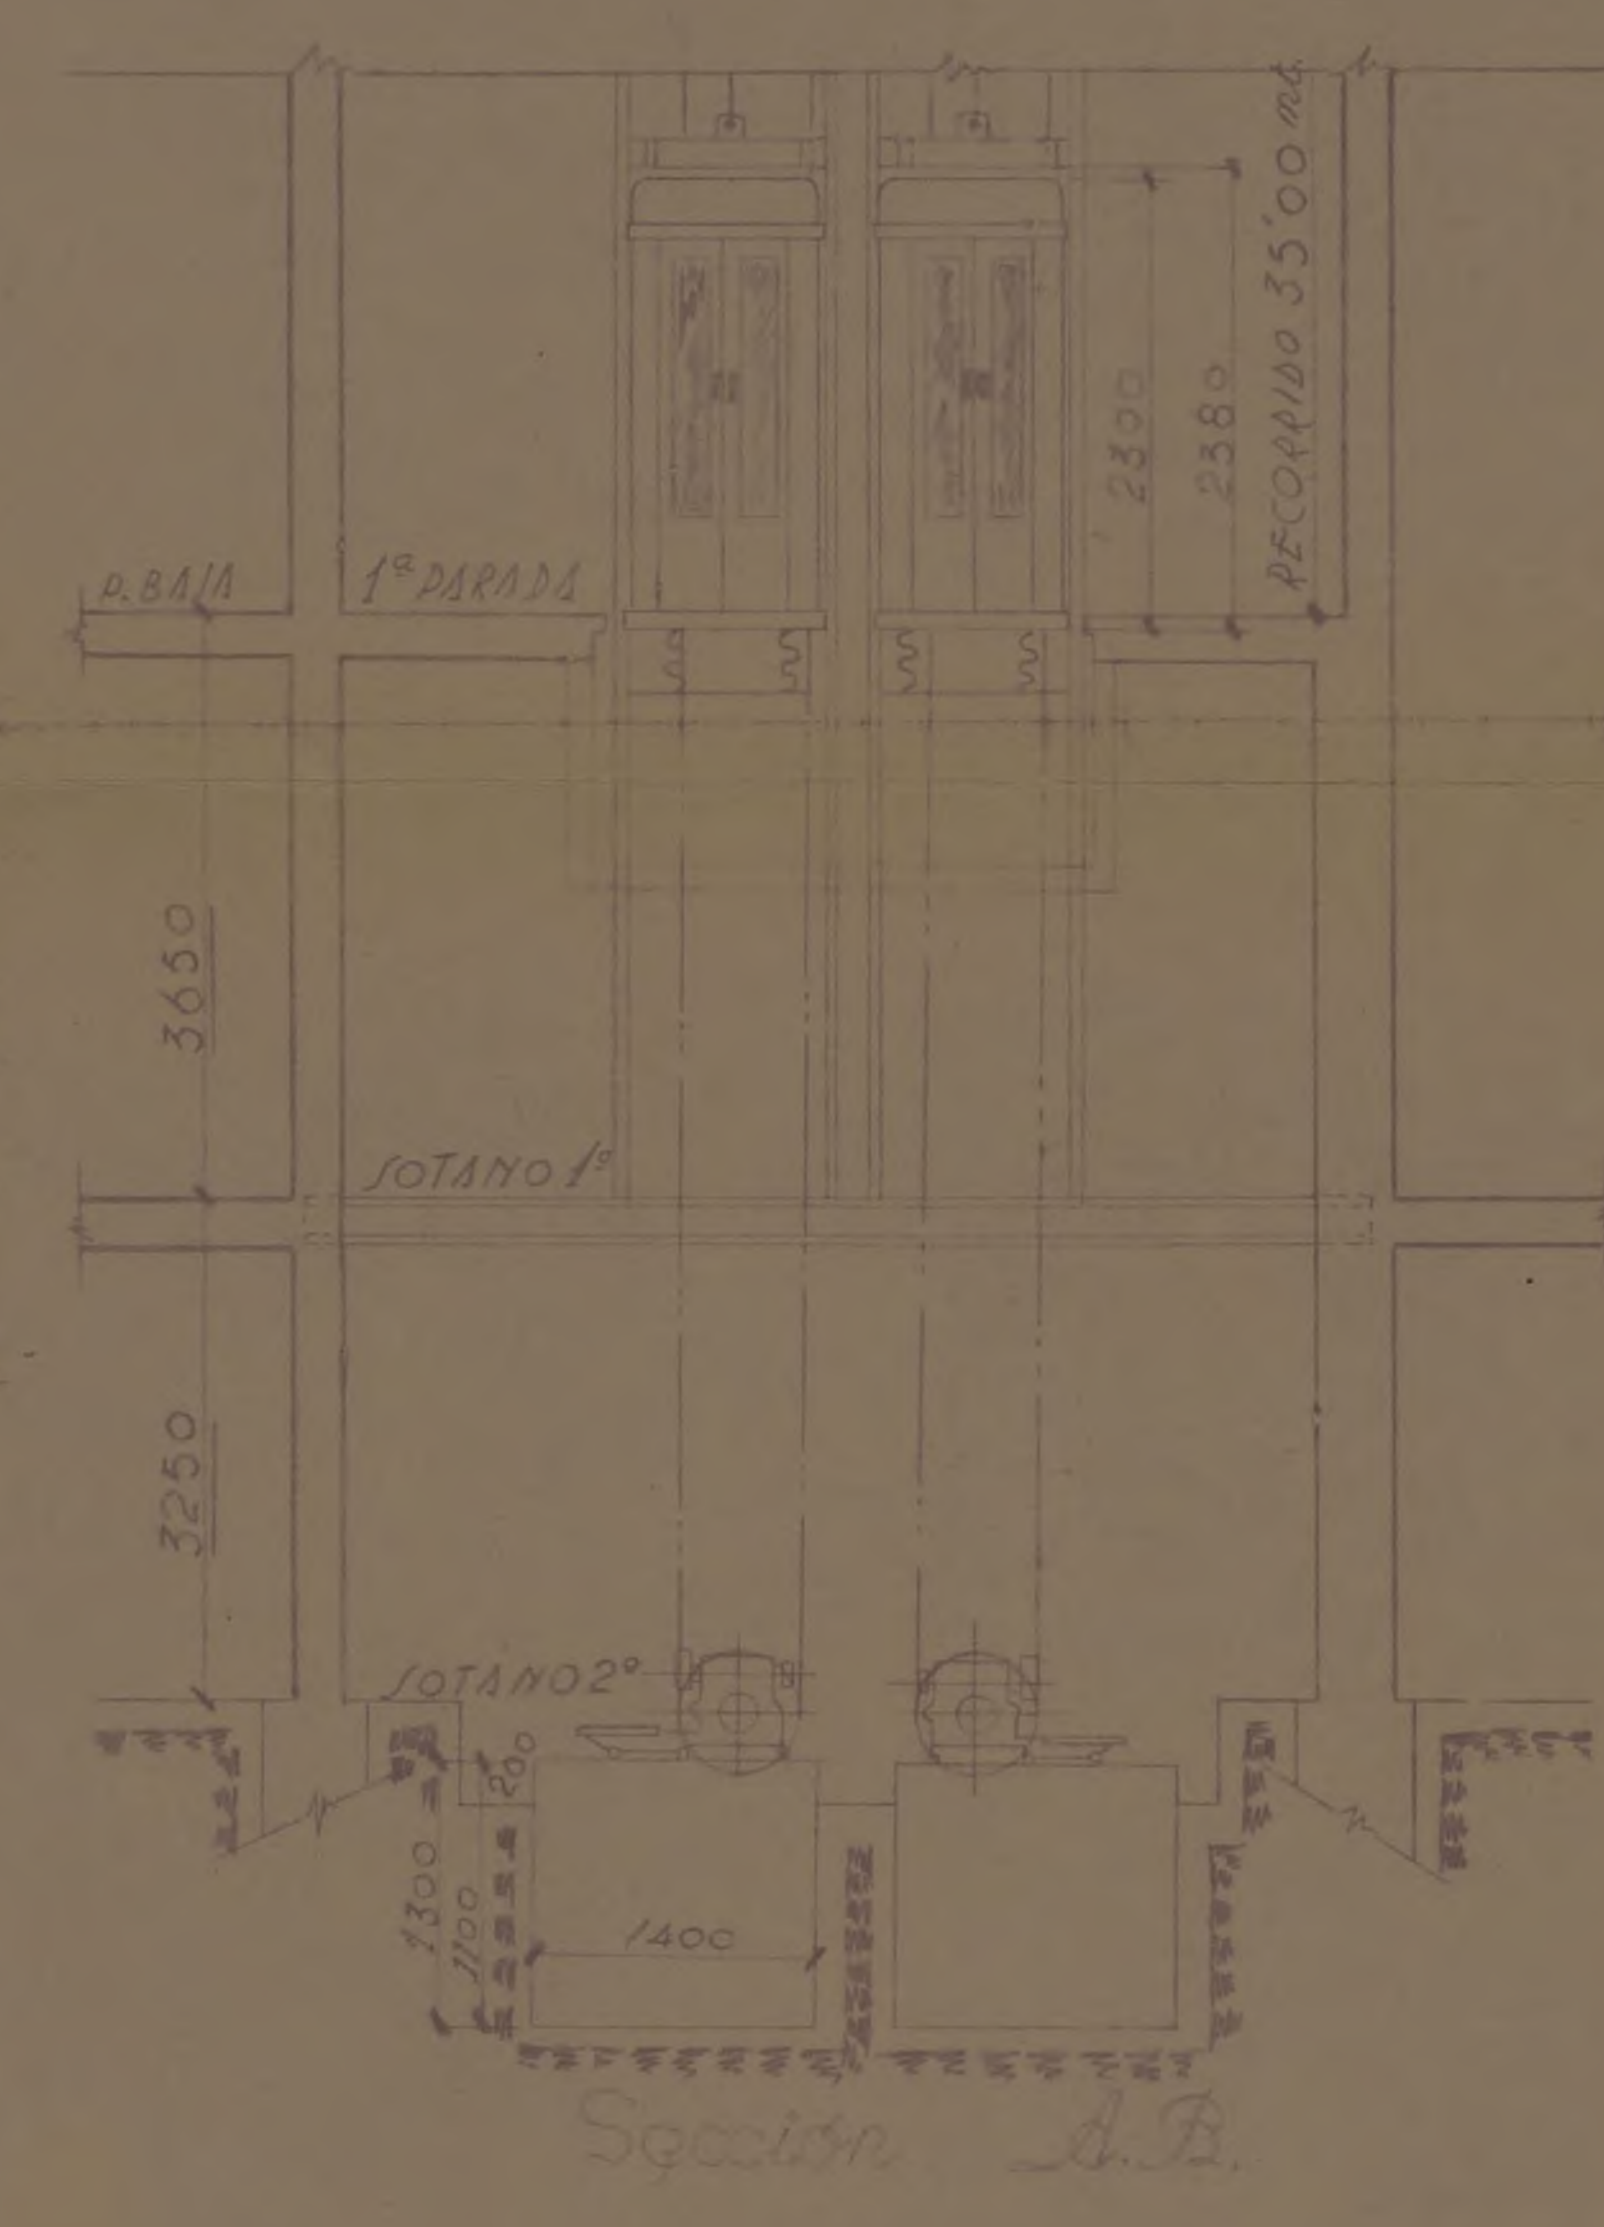 RECORRIDO 35'00 mt.
2300
2380
P. BAJA
1ª PARADA
3650
SOTANO 1º
3250
SOTANO 2º
200
1300
1100
1400
Sección A.B.